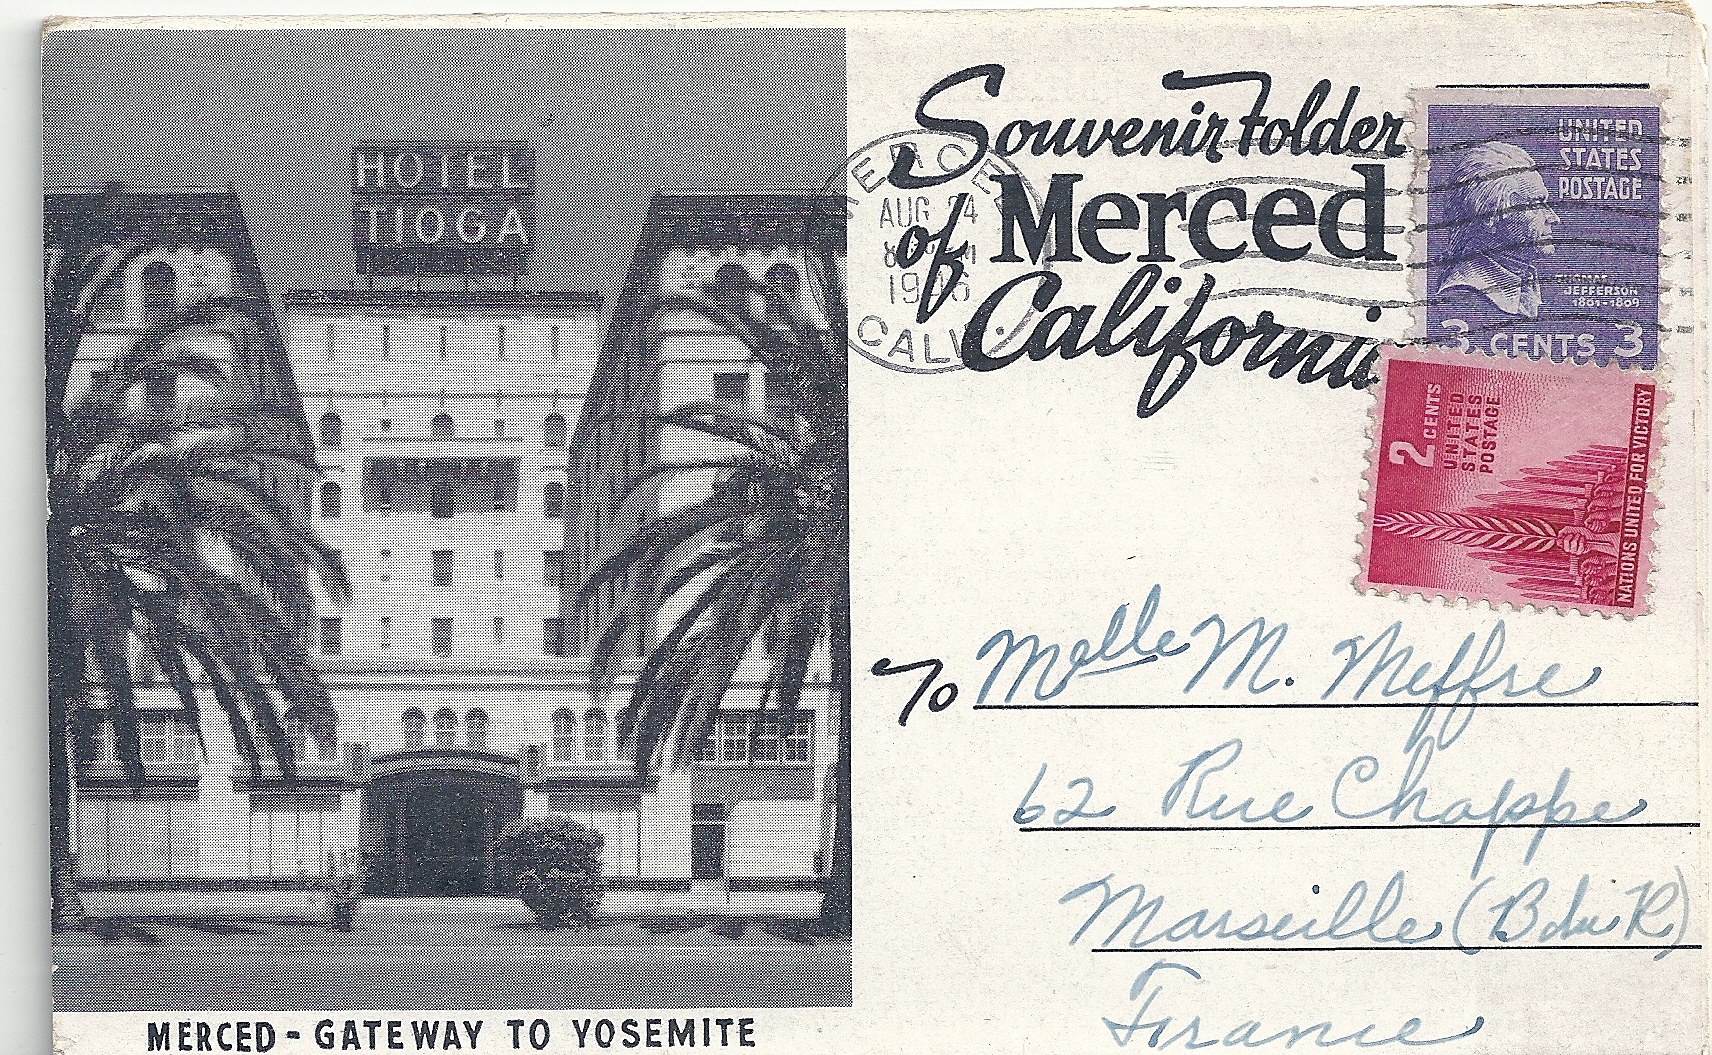 HOTEL
TIOGA
MERCED - GATEWAY TO YOSEMITE
Souvenir Folder
of Merced
California
MERCED
AUG 24
M
CALIF.
UNITED
STATES
POSTAGE
THOMAS
JEFFERSON
1801-1809
3 CENTS 3
2 CENTS
UNITED
STATES
POSTAGE
NATIONS UNITED FOR VICTORY
To Melle M. Meffre
62 Rue Chappe
Marseille (B du R)
France